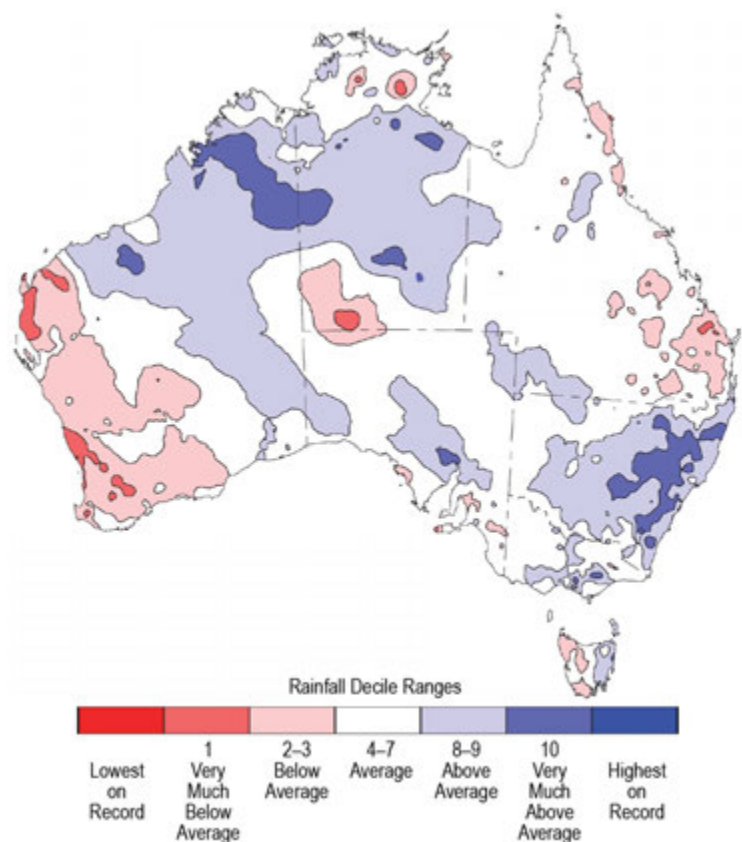 Rainfall Decile Ranges
Lowest
on
Record
1
Very
Much
Below
Average
2–3
Below
Average
4–7
Average
8–9
Above
Average
10
Very
Much
Above
Average
Highest
on
Record